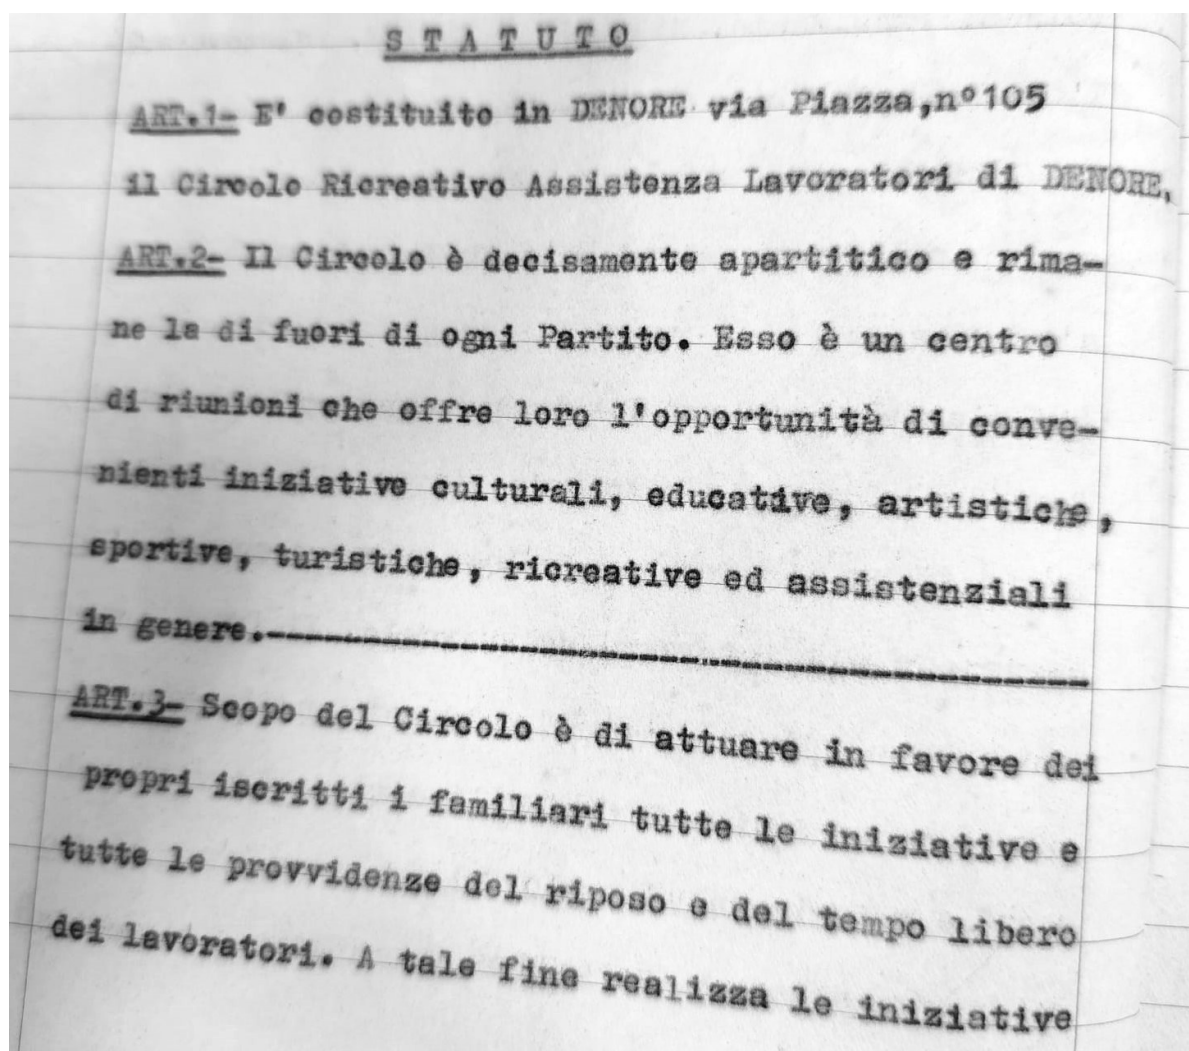 S T A T U T O
ART.1- E' costituito in DENORE via Piazza,n°105
il Circolo Ricreativo Assistenza Lavoratori di DENORE,
ART.2- Il Circolo è decisamente apartitico e rima-
ne la di fuori di ogni Partito. Esso è un centro
di riunioni che offre loro l'opportunità di conve-
nienti iniziative culturali, educative, artistiche,
sportive, turistiche, ricreative ed assistenziali
in genere.----------------------------------------
ART.3- Scopo del Circolo è di attuare in favore dei
propri iscritti i familiari tutte le iniziative e
tutte le provvidenze del riposo e del tempo libero
dei lavoratori. A tale fine realizza le iniziative